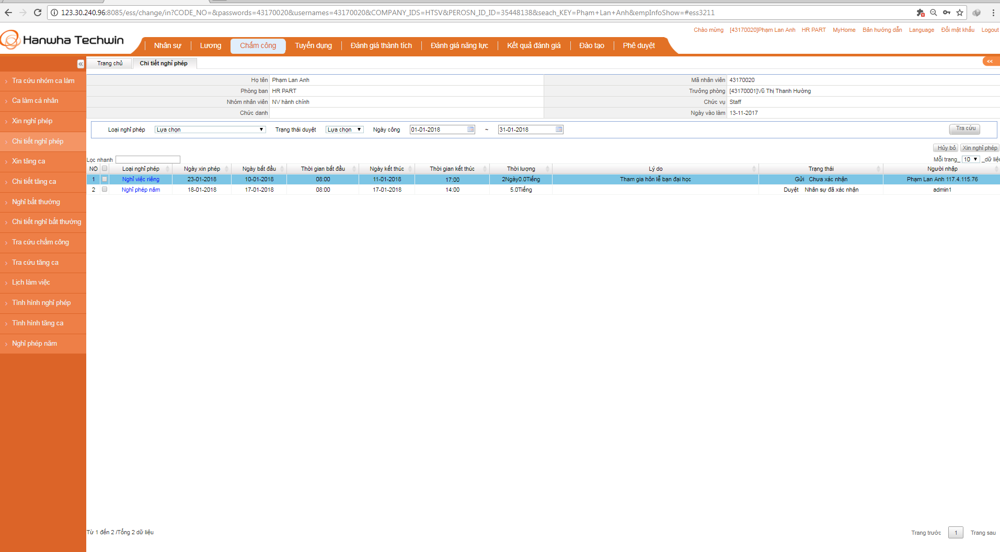 123.30.240.96:8085/ess/change/in?CODE_NO=&passwords=43170020&usernames=43170020&COMPANY_IDS=HTSV&PEROSN_ID_ID=35448138&seach_KEY=Phạm+Lan+Anh&empInfoShow=#ess3211
Chào mừng [43170020]Phạm Lan Anh HR PART MyHome Bản hướng dẫn Language Đổi mật khẩu Logout
Hanwha Techwin
Nhân sự Lương Chấm công Tuyển dụng Đánh giá thành tích Đánh giá năng lực Kết quả đánh giá Đào tạo Phê duyệt
« Trang chủ Chi tiết nghỉ phép <<
Tra cứu nhóm ca làm
Ca làm cá nhân
Xin nghỉ phép
Chi tiết nghỉ phép
Xin tăng ca
Chi tiết tăng ca
Nghỉ bất thường
Chi tiết nghỉ bất thường
Tra cứu chấm công
Tra cứu tăng ca
Lịch làm việc
Tình hình nghỉ phép
Tình hình tăng ca
Nghỉ phép năm
Họ tên Phạm Lan Anh Mã nhân viên 43170020
Phòng ban HR PART Trưởng phòng [43170001]Vũ Thị Thanh Hường
Nhóm nhân viên NV hành chính Chức vụ Staff
Chức danh Ngày vào làm 13-11-2017
Loại nghỉ phép Lựa chọn Trạng thái duyệt Lựa chọn Ngày công 01-01-2018 ~ 31-01-2018 Tra cứu
Hủy bỏ Xin nghỉ phép
Lọc nhanh Mỗi trang_ 10 _dữ liệu
NO Loại nghỉ phép Ngày xin phép Ngày bắt đầu Thời gian bắt đầu Ngày kết thúc Thời gian kết thúc Thời lượng Lý do Trạng thái Người nhập
1 Nghỉ việc riêng 23-01-2018 10-01-2018 08:00 11-01-2018 17:00 2Ngày0.0Tiếng Tham gia hôn lễ bạn đại học Gửi Chưa xác nhận Phạm Lan Anh 117.4.115.76
2 Nghỉ phép năm 18-01-2018 17-01-2018 08:00 17-01-2018 14:00 5.0Tiếng Duyệt Nhân sự đã xác nhận admin1
Từ 1 đến 2 /Tổng 2 dữ liệu Trang trước 1 Trang sau